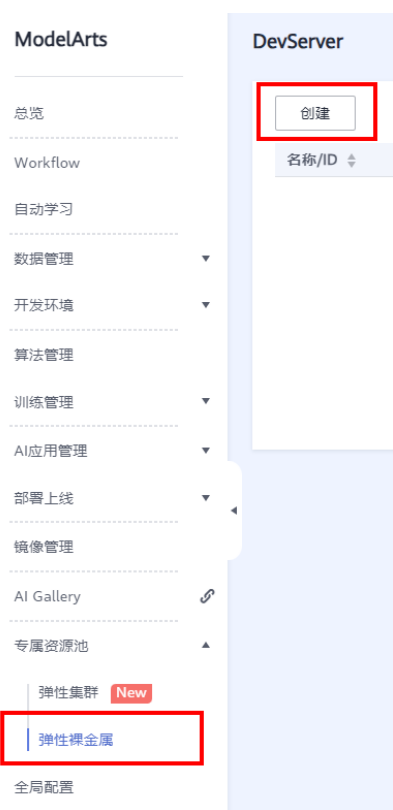 ModelArts
总览
Workflow
自动学习
数据管理
开发环境
算法管理
训练管理
AI应用管理
部署上线
镜像管理
AI Gallery
专属资源池
弹性集群 New
弹性裸金属
全局配置
DevServer
创建
名称/ID